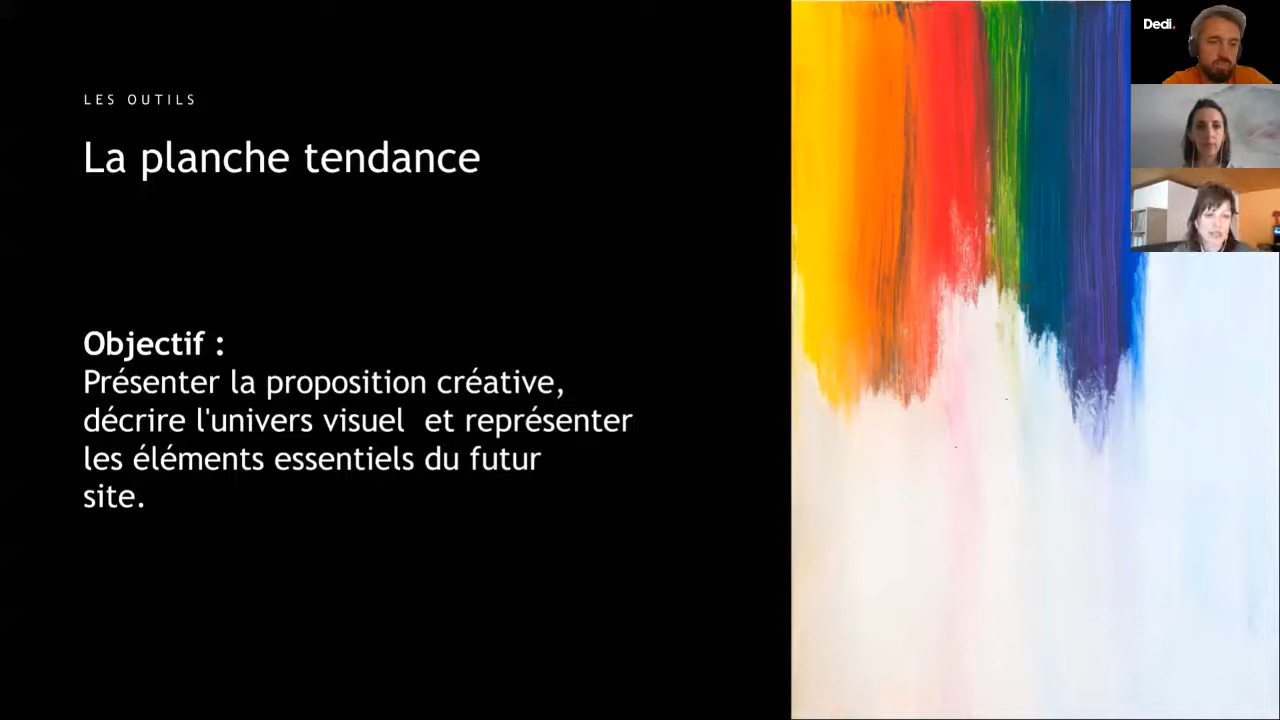 LES OUTILS
La planche tendance
Objectif :
Présenter la proposition créative,
décrire l'univers visuel  et représenter
les éléments essentiels du futur
site.
Dedi.